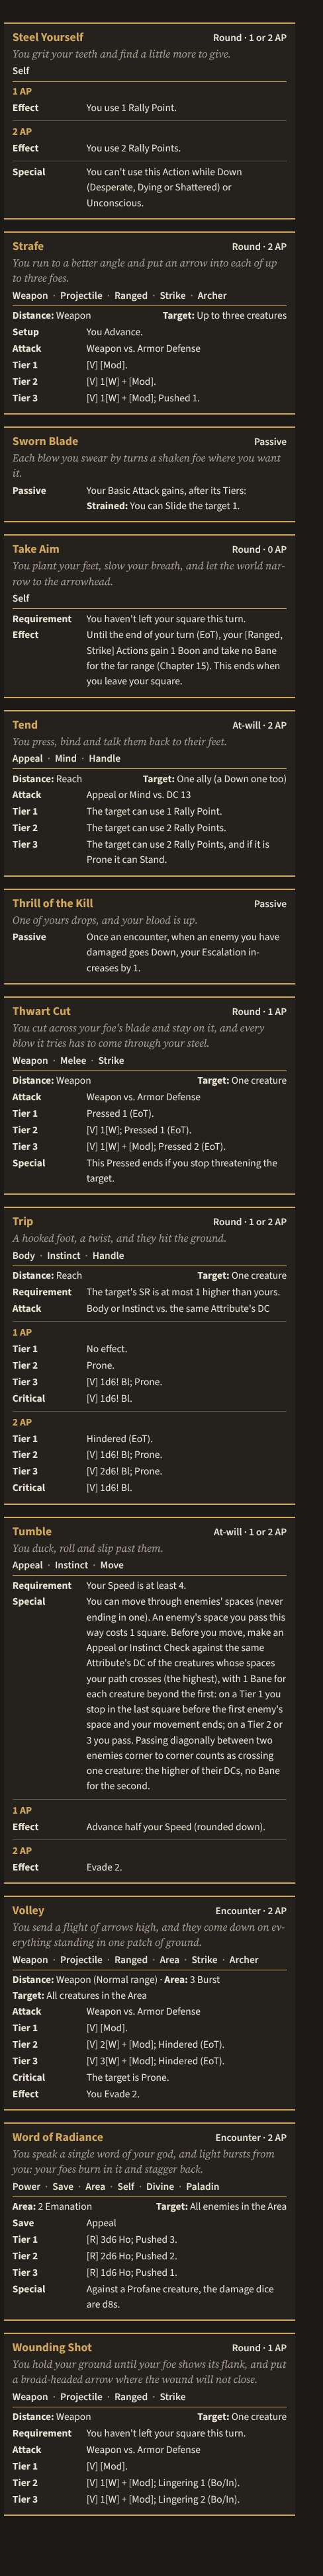 Steel Yourself Round · 1 or 2 AP
You grit your teeth and find a little more to give.
Self
1 AP
Effect You use 1 Rally Point.
2 AP
Effect You use 2 Rally Points.
Special You can't use this Action while Down
(Desperate, Dying or Shattered) or
Unconscious.
Strafe Round · 2 AP
You run to a better angle and put an arrow into each of up
to three foes.
Weapon · Projectile · Ranged · Strike · Archer
Distance: Weapon Target: Up to three creatures
Setup You Advance.
Attack Weapon vs. Armor Defense
Tier 1 [V] [Mod].
Tier 2 [V] 1[W] + [Mod].
Tier 3 [V] 1[W] + [Mod]; Pushed 1.
Sworn Blade Passive
Each blow you swear by turns a shaken foe where you want
it.
Passive Your Basic Attack gains, after its Tiers:
Strained: You can Slide the target 1.
Take Aim Round · 0 AP
You plant your feet, slow your breath, and let the world nar-
row to the arrowhead.
Self
Requirement You haven't left your square this turn.
Effect Until the end of your turn (EoT), your [Ranged,
Strike] Actions gain 1 Boon and take no Bane
for the far range (Chapter 15). This ends when
you leave your square.
Tend At-will · 2 AP
You press, bind and talk them back to their feet.
Appeal · Mind · Handle
Distance: Reach Target: One ally (a Down one too)
Attack Appeal or Mind vs. DC 13
Tier 1 The target can use 1 Rally Point.
Tier 2 The target can use 2 Rally Points.
Tier 3 The target can use 2 Rally Points, and if it is
Prone it can Stand.
Thrill of the Kill Passive
One of yours drops, and your blood is up.
Passive Once an encounter, when an enemy you have
damaged goes Down, your Escalation in-
creases by 1.
Thwart Cut Round · 1 AP
You cut across your foe's blade and stay on it, and every
blow it tries has to come through your steel.
Weapon · Melee · Strike
Distance: Weapon Target: One creature
Attack Weapon vs. Armor Defense
Tier 1 Pressed 1 (EoT).
Tier 2 [V] 1[W]; Pressed 1 (EoT).
Tier 3 [V] 1[W] + [Mod]; Pressed 2 (EoT).
Special This Pressed ends if you stop threatening the
target.
Trip Round · 1 or 2 AP
A hooked foot, a twist, and they hit the ground.
Body · Instinct · Handle
Distance: Reach Target: One creature
Requirement The target's SR is at most 1 higher than yours.
Attack Body or Instinct vs. the same Attribute's DC
1 AP
Tier 1 No effect.
Tier 2 Prone.
Tier 3 [V] 1d6! Bl; Prone.
Critical [V] 1d6! Bl.
2 AP
Tier 1 Hindered (EoT).
Tier 2 [V] 1d6! Bl; Prone.
Tier 3 [V] 2d6! Bl; Prone.
Critical [V] 1d6! Bl.
Tumble At-will · 1 or 2 AP
You duck, roll and slip past them.
Appeal · Instinct · Move
Requirement Your Speed is at least 4.
Special You can move through enemies' spaces (never
ending in one). An enemy's space you pass this
way costs 1 square. Before you move, make an
Appeal or Instinct Check against the same
Attribute's DC of the creatures whose spaces
your path crosses (the highest), with 1 Bane for
each creature beyond the first: on a Tier 1 you
stop in the last square before the first enemy's
space and your movement ends; on a Tier 2 or
3 you pass. Passing diagonally between two
enemies corner to corner counts as crossing
one creature: the higher of their DCs, no Bane
for the second.
1 AP
Effect Advance half your Speed (rounded down).
2 AP
Effect Evade 2.
Volley Encounter · 2 AP
You send a flight of arrows high, and they come down on ev-
erything standing in one patch of ground.
Weapon · Projectile · Ranged · Area · Strike · Archer
Distance: Weapon (Normal range) · Area: 3 Burst
Target: All creatures in the Area
Attack Weapon vs. Armor Defense
Tier 1 [V] [Mod].
Tier 2 [V] 2[W] + [Mod]; Hindered (EoT).
Tier 3 [V] 3[W] + [Mod]; Hindered (EoT).
Critical The target is Prone.
Effect You Evade 2.
Word of Radiance Encounter · 2 AP
You speak a single word of your god, and light bursts from
you: your foes burn in it and stagger back.
Power · Save · Area · Self · Divine · Paladin
Area: 2 Emanation Target: All enemies in the Area
Save Appeal
Tier 1 [R] 3d6 Ho; Pushed 3.
Tier 2 [R] 2d6 Ho; Pushed 2.
Tier 3 [R] 1d6 Ho; Pushed 1.
Special Against a Profane creature, the damage dice
are d8s.
Wounding Shot Round · 1 AP
You hold your ground until your foe shows its flank, and put
a broad-headed arrow where the wound will not close.
Weapon · Projectile · Ranged · Strike
Distance: Weapon Target: One creature
Requirement You haven't left your square this turn.
Attack Weapon vs. Armor Defense
Tier 1 [V] [Mod].
Tier 2 [V] 1[W] + [Mod]; Lingering 1 (Bo/In).
Tier 3 [V] 1[W] + [Mod]; Lingering 2 (Bo/In).